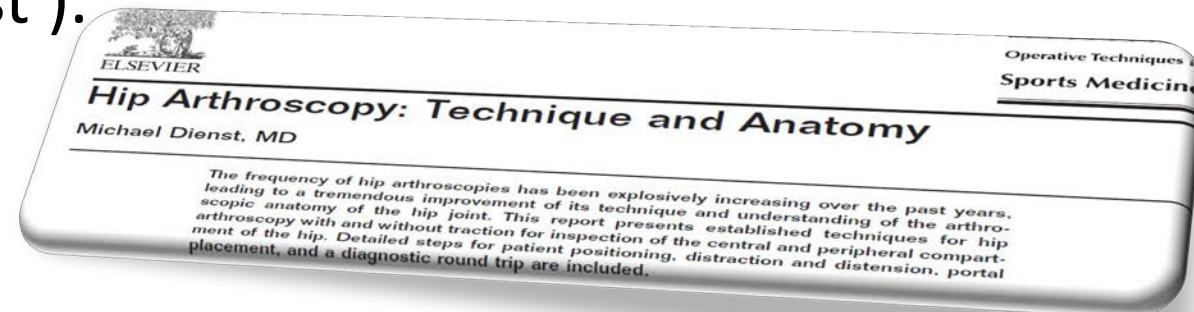 st ).
ELSEVIER
Operative Techniques
Sports Medicine
Hip Arthroscopy: Technique and Anatomy
Michael Dienst, MD
The frequency of hip arthroscopies has been explosively increasing over the past years,
leading to a tremendous improvement of its technique and understanding of the arthro-
scopic anatomy of the hip joint. This report presents established techniques for hip
arthroscopy with and without traction for inspection of the central and peripheral compart-
ment of the hip. Detailed steps for patient positioning, distraction and distension, portal
placement, and a diagnostic round trip are included.